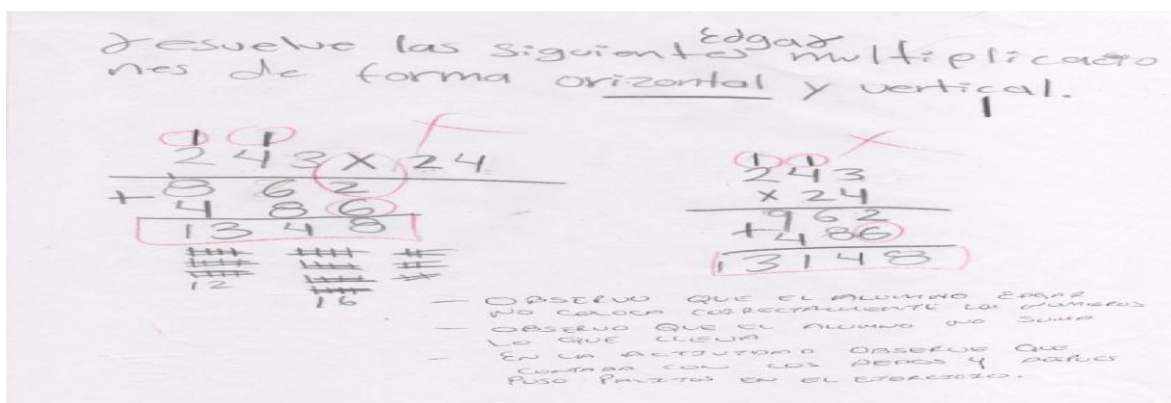 Edgar
resuelve las siguientes multiplicacio
nes de forma orizontal y vertical.
1 1
243 x 24
+ 8 6 2
4 8 6
1 3 4 8
12 16
1 1
243
x 24
962
+ 486
13148
— OBSERVO QUE EL ALUMNO EDGAR
NO COLOCA CORRECTAMENTE LOS NUMEROS
— OBSERVO QUE EL ALUMNO NO SUMA
LO QUE LLEVA
— EN LA ACTIVIDAD OBSERVE QUE
CONTABA CON LOS DEDOS Y DESPUES
PUSO PALITOS EN EL EJERCICIO.